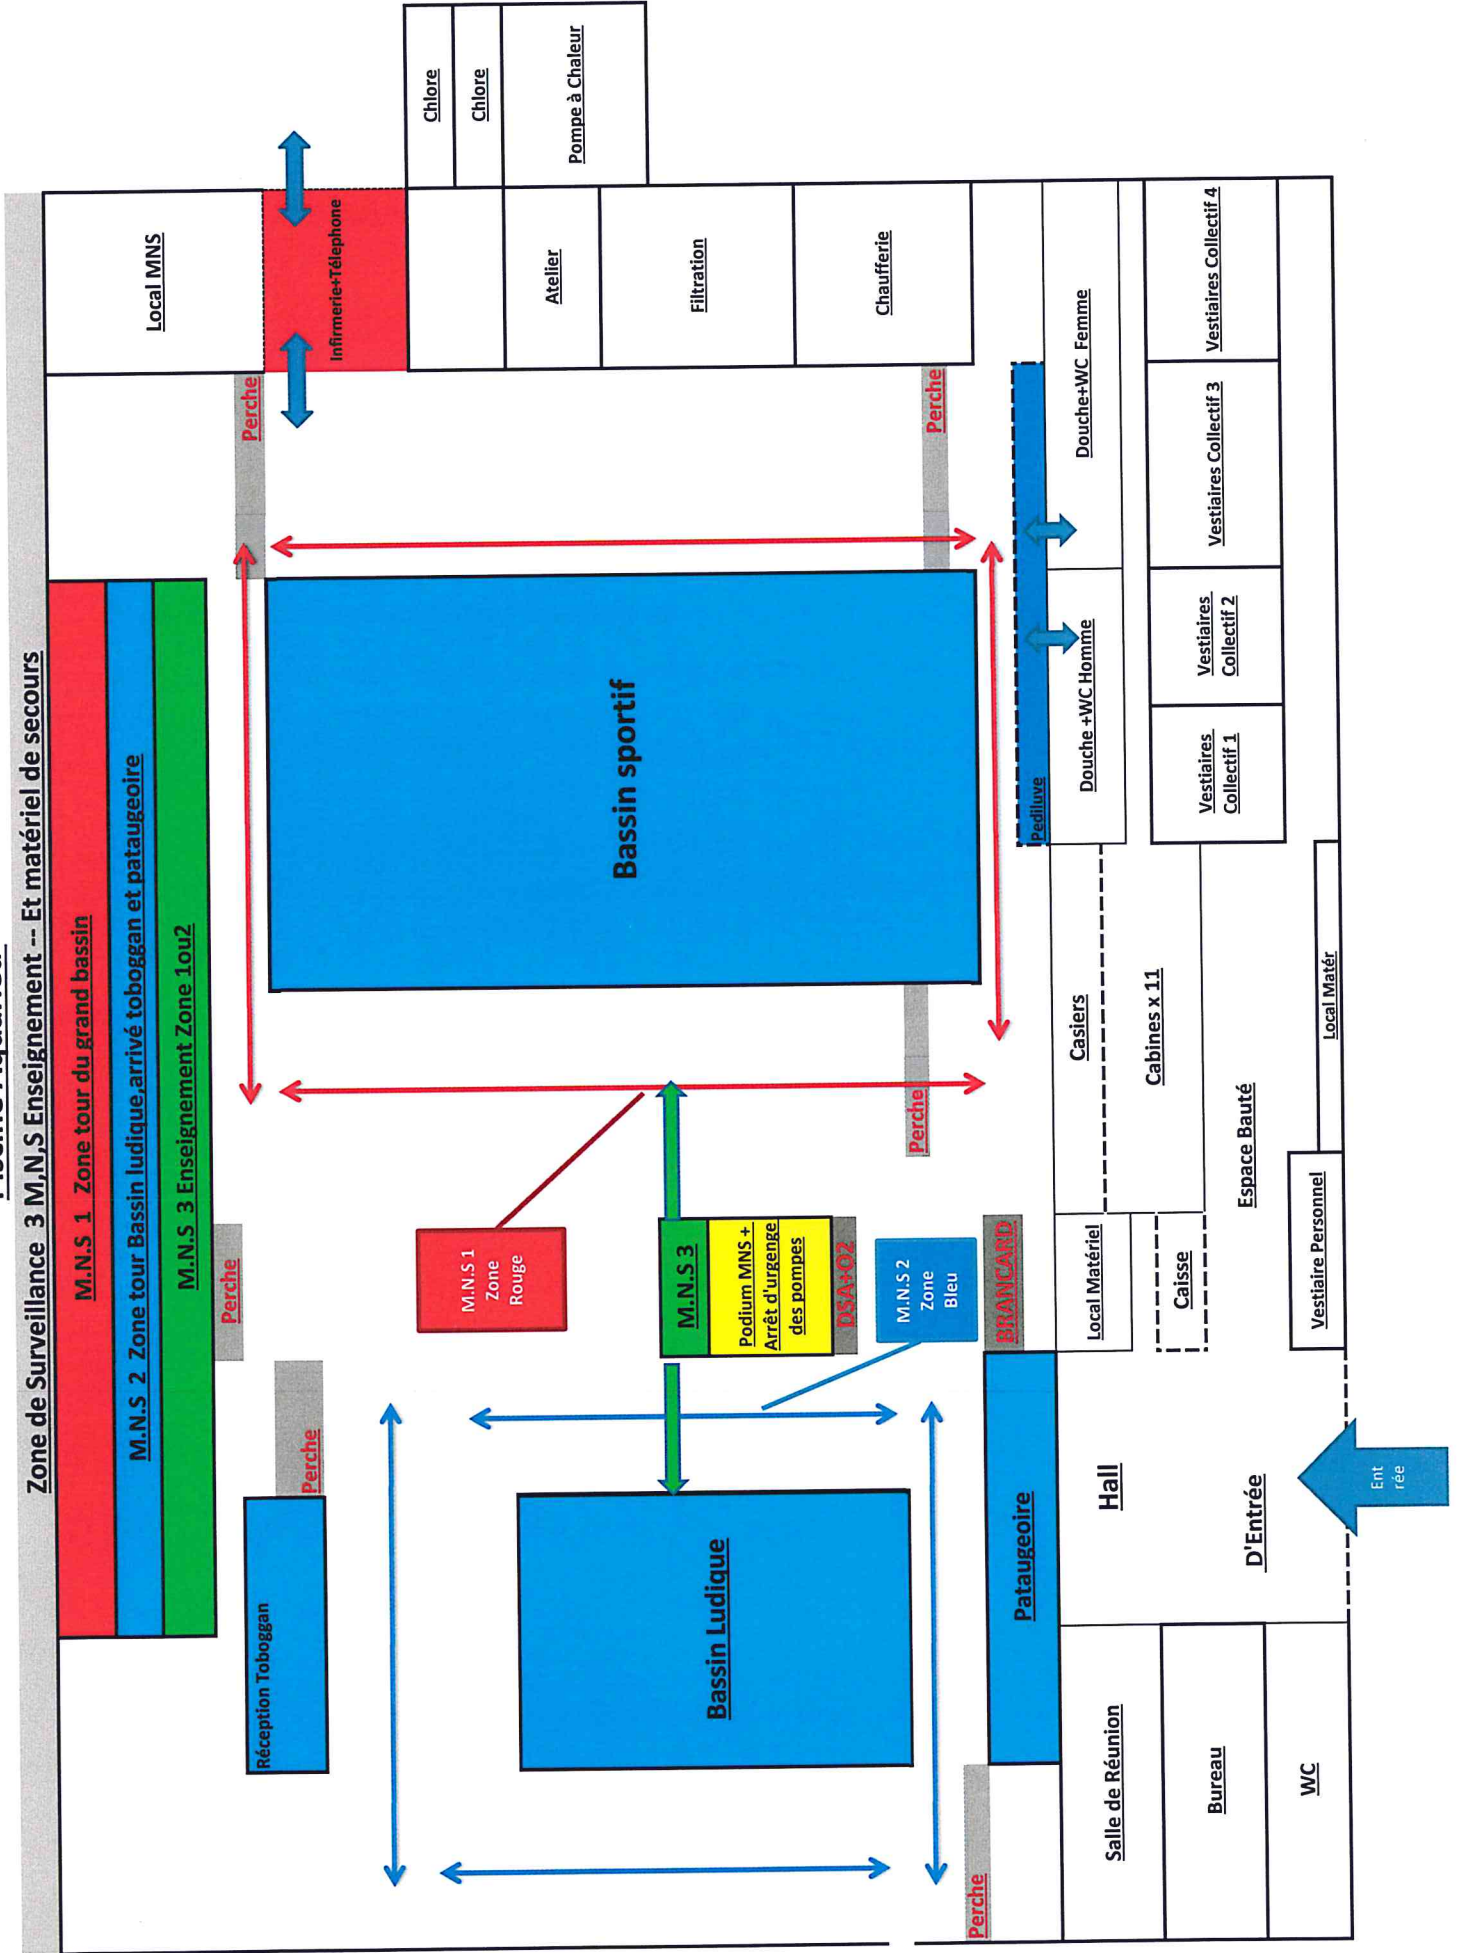 Zone de Surveillance 3 M,N,S Enseignement -- Et matériel de secours
M.N.S 1 Zone tour du grand bassin
M.N.S 2 Zone tour Bassin ludique,arrivé toboggan et pataugeoire
M.N.S 3 Enseignement Zone 1ou2
Local MNS
Infirmerie+Télephone
Chlore
Chlore
Pompe à Chaleur
Atelier
Filtration
Chaufferie
Perche
Perche
Perche
Perche
Perche
Perche
Réception Toboggan
Bassin sportif
M.N.S 1
Zone
Rouge
M.N.S 3
Podium MNS +
Arrêt d'urgenge
des pompes
DSA+O2
M.N.S 2
Zone
Bleu
BRANCARD
Bassin Ludique
Pataugeoire
Pediluve
Douche +WC Homme
Douche+WC Femme
Casiers
Cabines x 11
Local Matériel
Caisse
Vestiaires
Collectif 1
Vestiaires
Collectif 2
Vestiaires Collectif 3
Vestiaires Collectif 4
Espace Bauté
Local Matér
Vestiaire Personnel
Hall
D'Entrée
Ent
rée
Salle de Réunion
Bureau
WC